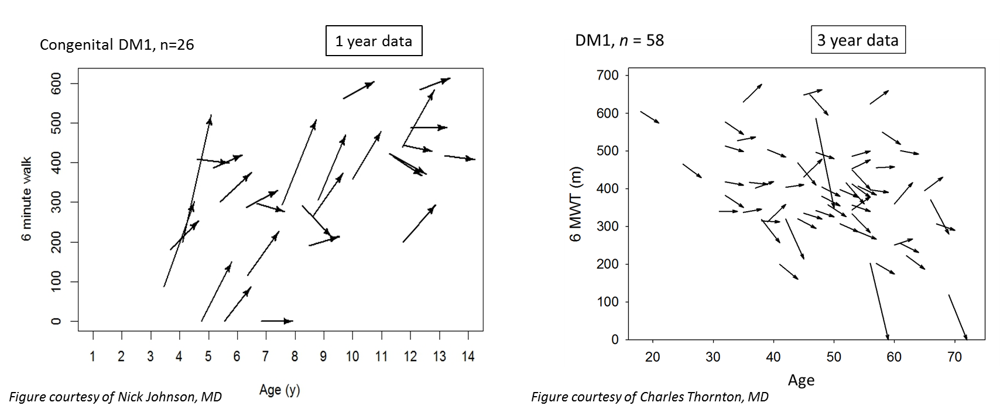 Congenital DM1, n=26
1 year data
600
500
400
300
200
100
0
6 minute walk
1 2 3 4 5 6 7 8 9 10 11 12 13 14
Age (y)
Figure courtesy of Nick Johnson, MD
DM1, n = 58
3 year data
700
600
500
400
300
200
100
0
6 MWT (m)
20 30 40 50 60 70
Age
Figure courtesy of Charles Thornton, MD